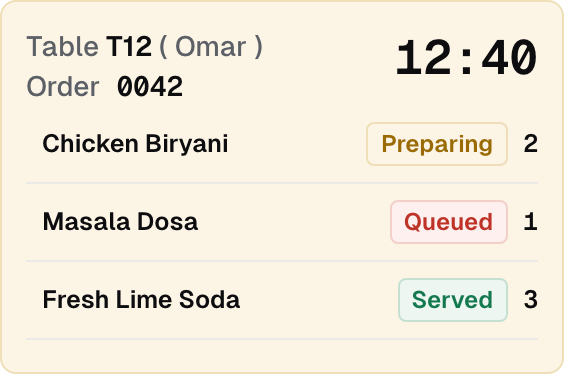 Table T12 ( Omar )
12:40
Order 0042
Chicken Biryani Preparing 2
Masala Dosa Queued 1
Fresh Lime Soda Served 3